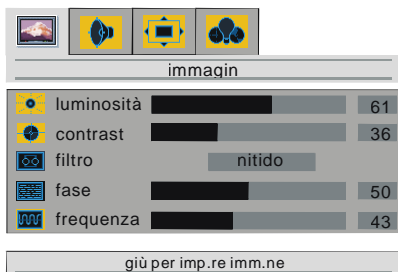 immagin
luminosità 61
contrast 36
filtro nitido
fase 50
frequenza 43
giù per imp.re imm.ne